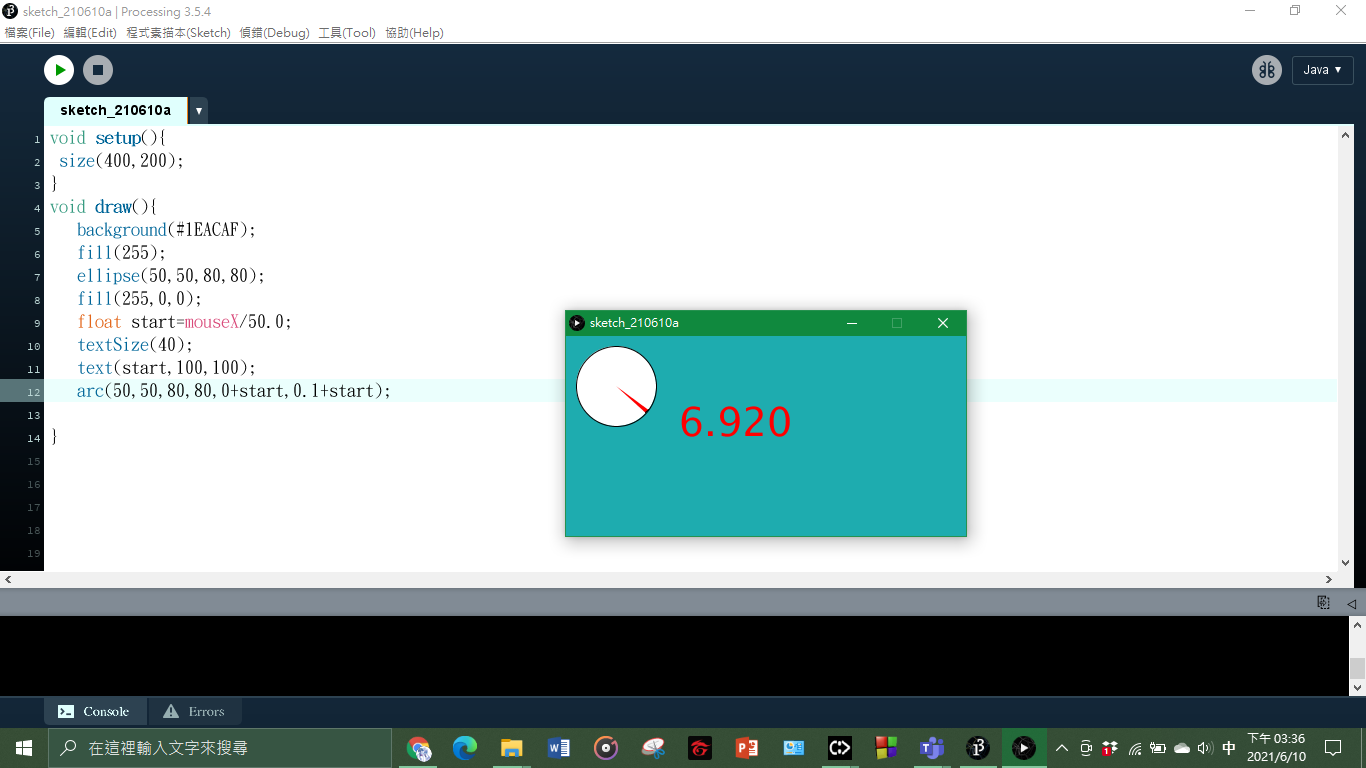 sketch_210610a | Processing 3.5.4
檔案(File) 編輯(Edit) 程式素描本(Sketch) 偵錯(Debug) 工具(Tool) 協助(Help)
Java ▼
sketch_210610a ▼
1 void setup(){
2 size(400,200);
3 }
4 void draw(){
5 background(#1EACAF);
6 fill(255);
7 ellipse(50,50,80,80);
8 fill(255,0,0);
9 float start=mouseX/50.0;
10 textSize(40);
11 text(start,100,100);
12 arc(50,50,80,80,0+start,0.1+start);
13
14 }
15
16
17
18
19
sketch_210610a
6.920
Console Errors
在這裡輸入文字來搜尋
中
下午 03:36
2021/6/10